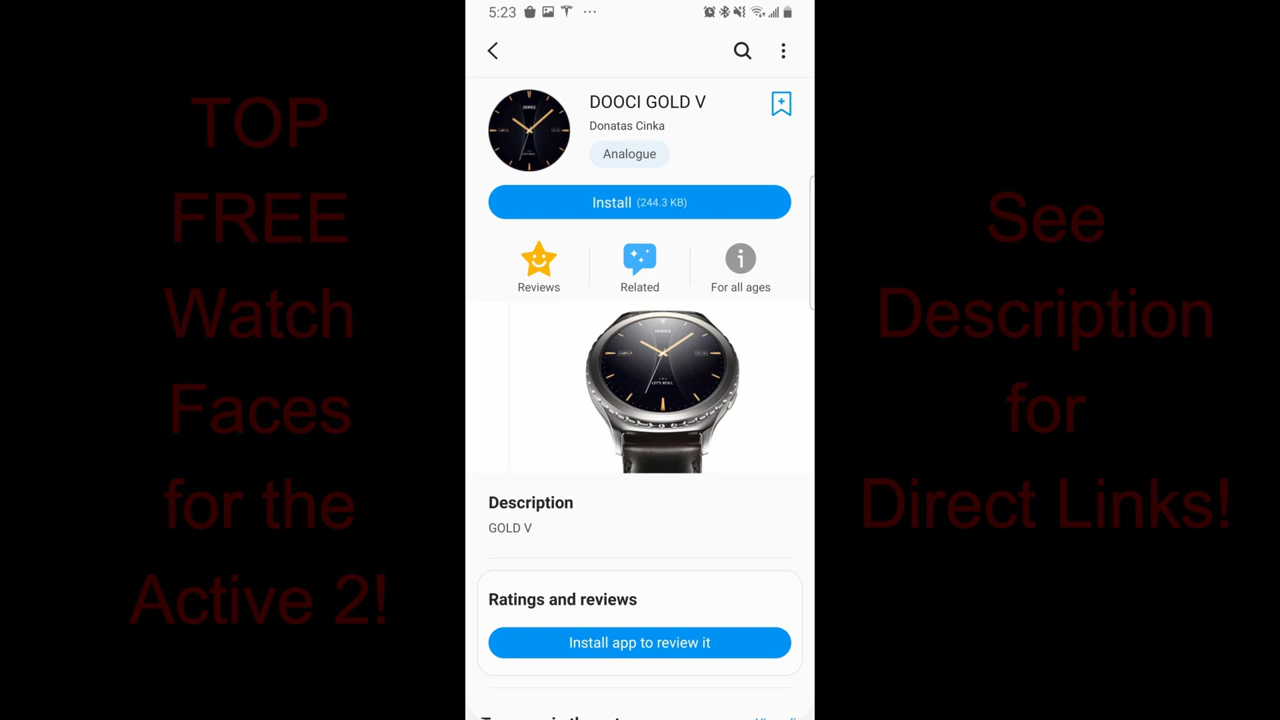 5:23
TOP
FREE
Watch
Faces
for the
Active 2!
DOOCI GOLD V
Donatas Cinka
Analogue
Install (244.3 KB)
Reviews
Related
For all ages
LET'S ROLL
Description
GOLD V
Ratings and reviews
Install app to review it
See
Description
for
Direct Links!